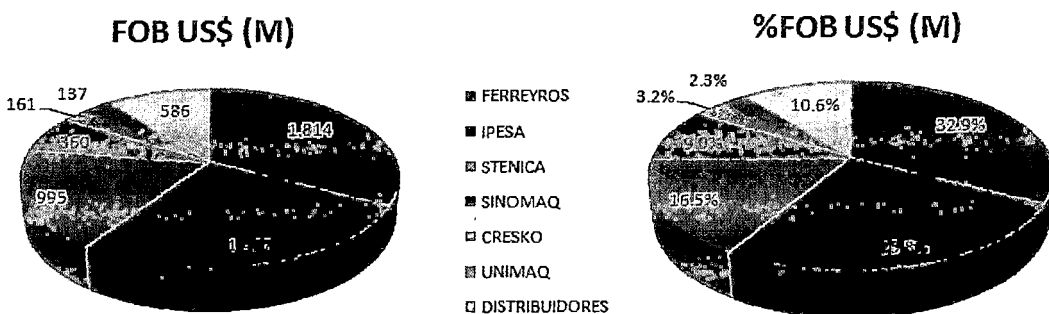 FOB US$ (M)
%FOB US$ (M)
137
161
586
1,814
360
995
FERREYROS
IPESA
STENICA
SINOMAQ
CRESKO
UNIMAQ
DISTRIBUIDORES
2.3%
3.2%
10.6%
32.9%
16.5%